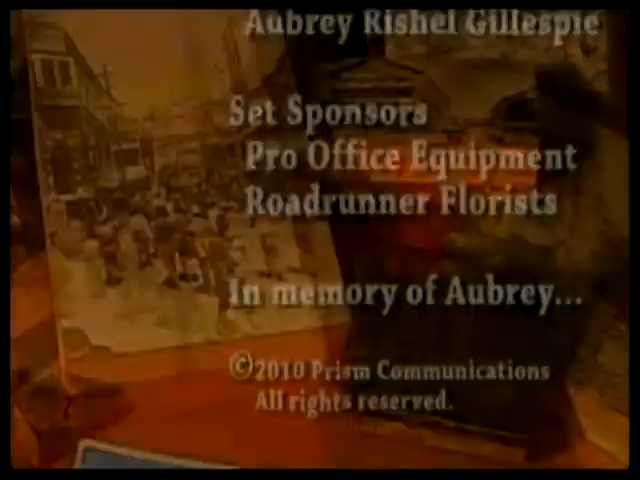 Aubrey Rishel Gillespie
Set Sponsors
Pro Office Equipment
Roadrunner Florists
In memory of Aubrey...
©2010 Prism Communications
All rights reserved.